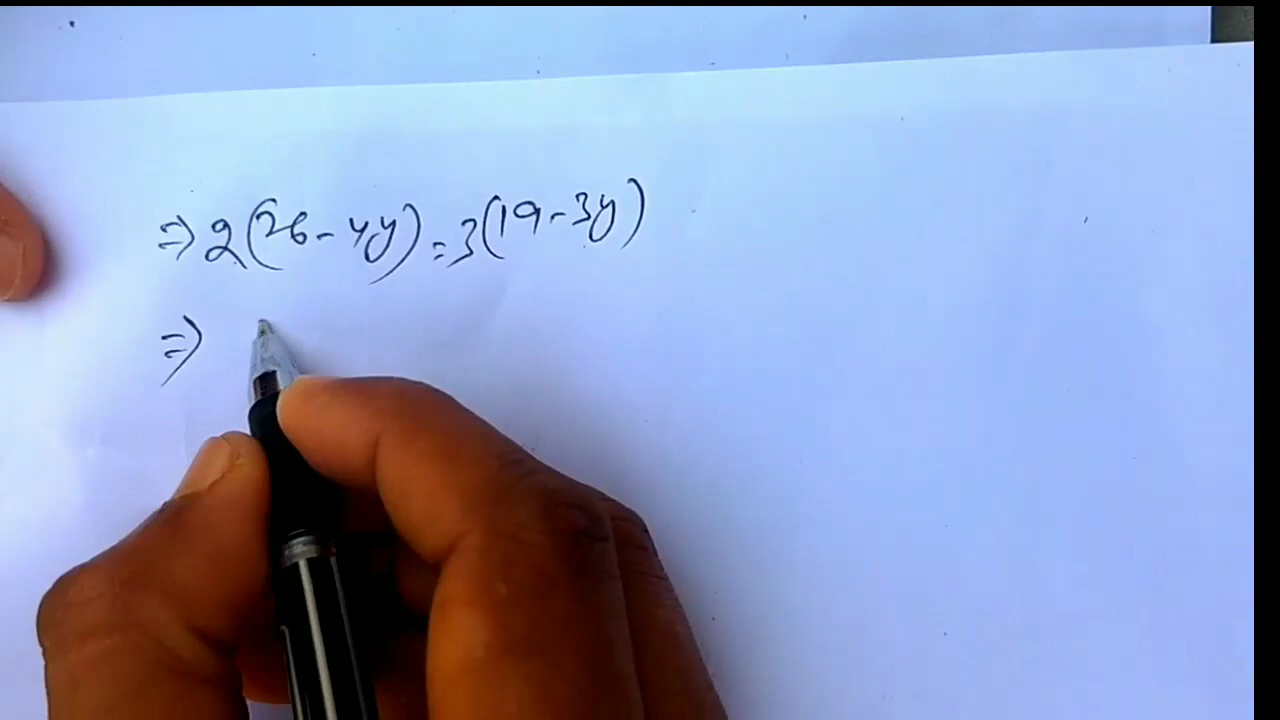 ⇒ 2(26-4y) = 3(19-3y)
⇒